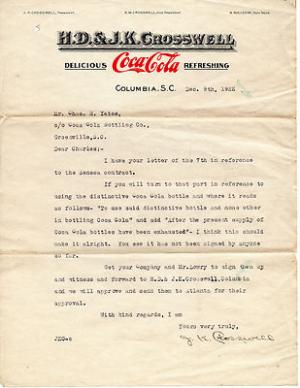 J. K. CROSSWELL, President
H.D.&J.K. CROSSWELL
DELICIOUS Coca-Cola REFRESHING
COLUMBIA, S.C. Dec. 9th,
Mr. Chas. H. Yates,
c/o Coca Cola Bottling Co.,
Greenville, S.C.
Dear Charles;-
I have your letter of the 7th in reference
to the contract.
If you will turn to that part in reference to
using the distinctive Coca Cola bottle and where it reads
as follows- "To use said distinctive bottle and none other
in bottling Coca Cola" and add "After the present supply of
Coca Cola bottles have been exhausted"- I think this should
make it alright. You see it has not been signed by anyone
so far.
Get your Company and Mr. Lowry to sign up
and witness and forward to H.D.& J.K.Crosswell, Columbia
and we will approve and send them to Atlanta for their
approval.
With kind regards, I am
Yours very truly,
J. K. Crosswell